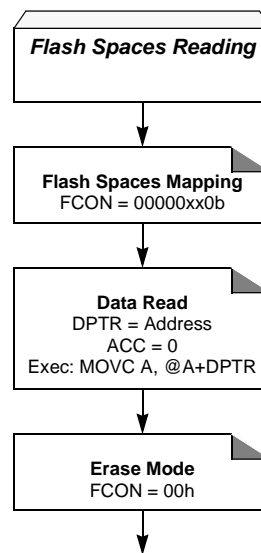 Flash Spaces Reading
Flash Spaces Mapping
FCON = 00000xx0b
Data Read
DPTR = Address
ACC = 0
Exec: MOVC A, @A+DPTR
Erase Mode
FCON = 00h